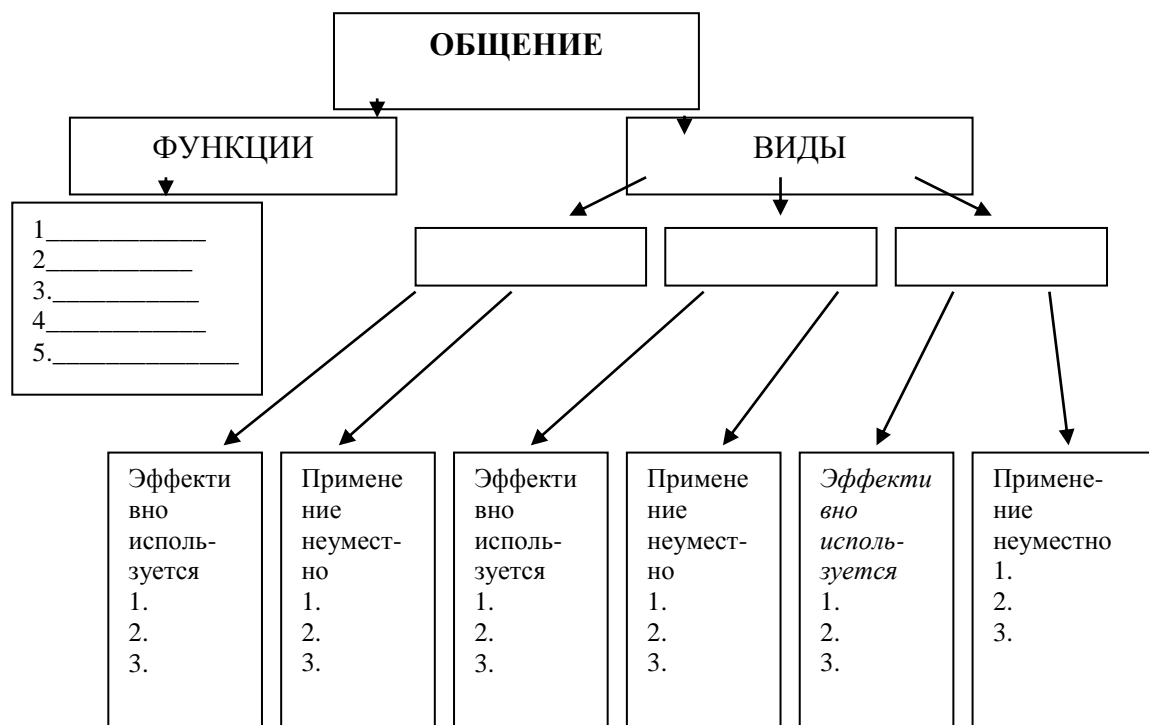 ОБЩЕНИЕ
ФУНКЦИИ
ВИДЫ
1____________
2___________
3.___________
4____________
5.______________
Эффекти
вно
исполь-
зуется
1.
2.
3.
Примене
ние
неумест-
но
1.
2.
3.
Эффекти
вно
исполь-
зуется
1.
2.
3.
Примене
ние
неумест-
но
1.
2.
3.
Эффекти
вно
исполь-
зуется
1.
2.
3.
Примене-
ние
неуместно
1.
2.
3.